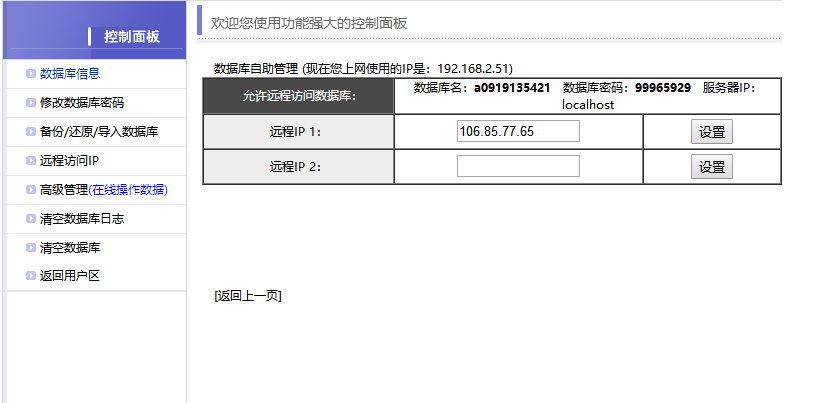 控制面板
数据库信息
修改数据库密码
备份/还原/导入数据库
远程访问IP
高级管理(在线操作数据)
清空数据库日志
清空数据库
返回用户区
欢迎您使用功能强大的控制面板
数据库自助管理 (现在您上网使用的IP是：192.168.2.51)
允许远程访问数据库：
数据库名：a0919135421 数据库密码：99965929 服务器IP：
localhost
远程IP 1： 106.85.77.65 设置
远程IP 2： 设置
[返回上一页]